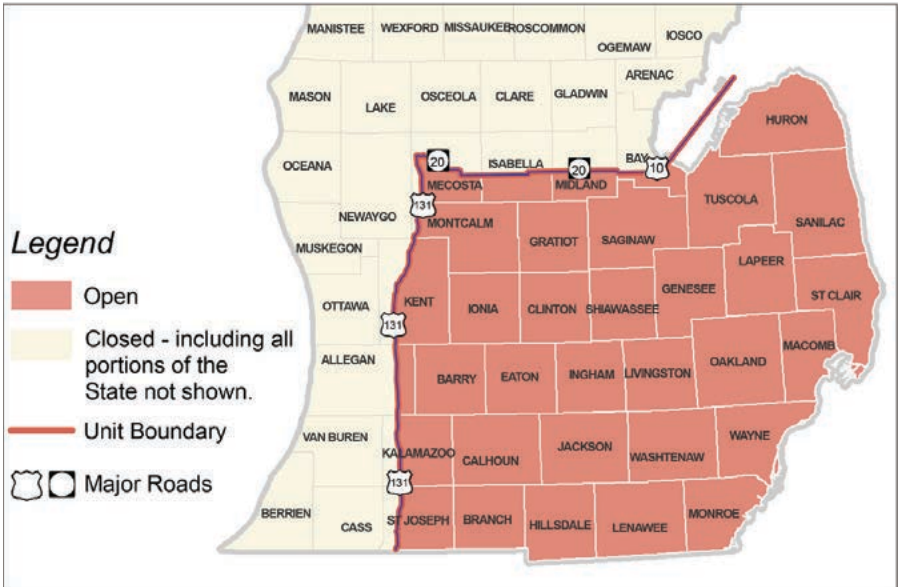 MANISTEE WEXFORD MISSAUKEE ROSCOMMON
OGEMAW IOSCO
ARENAC
MASON LAKE OSCEOLA CLARE GLADWIN
HURON
OCEANA 20 ISABELLA 20 BAY 10
MECOSTA MIDLAND
TUSCOLA
NEWAYGO 131 MONTCALM
SANILAC
GRATIOT SAGINAW
MUSKEGON
LAPEER
GENESEE
OTTAWA KENT IONIA CLINTON SHIAWASSEE ST CLAIR
131
ALLEGAN
BARRY EATON INGHAM LIVINGSTON OAKLAND MACOMB
VAN BUREN KALAMAZOO CALHOUN JACKSON WASHTENAW WAYNE
131
BERRIEN CASS ST JOSEPH BRANCH HILLSDALE LENAWEE MONROE
Legend
Open
Closed - including all
portions of the
State not shown.
Unit Boundary
Major Roads